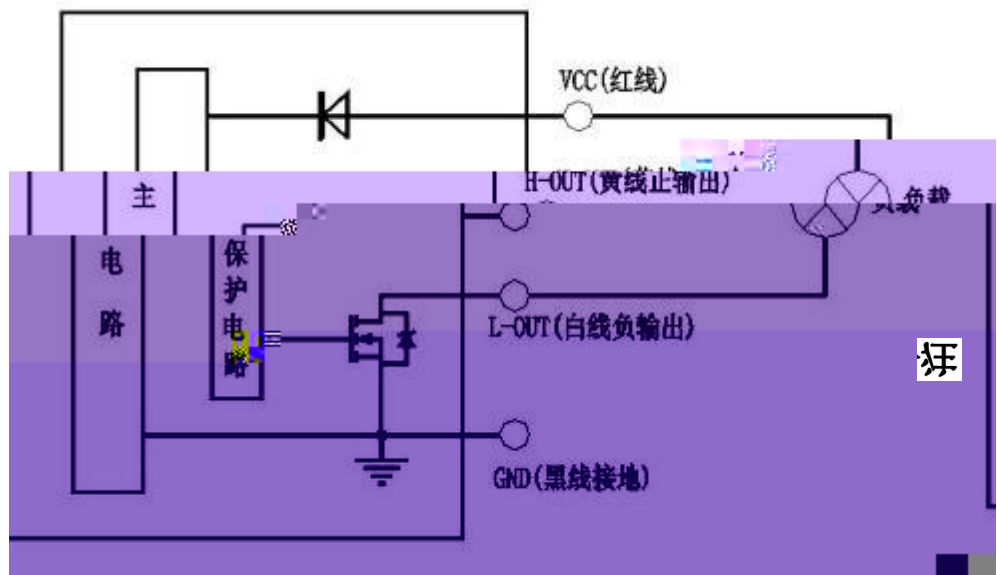 VCC(红线)
H-OUT(黄线正输出)
主
负载
电
路
保
护
电
路
L-OUT(白线负输出)
GND(黑线接地)